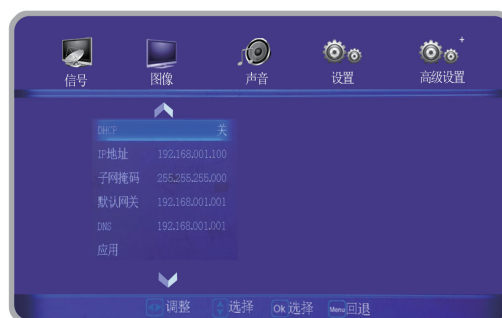 信号 图像 声音 设置 高级设置
DHCP 关
IP地址 192.168.001.100
子网掩码 255.255.255.000
默认网关 192.168.001.001
DNS 192.168.001.001
应用
调整 选择 Ok 选择 Menu 回退